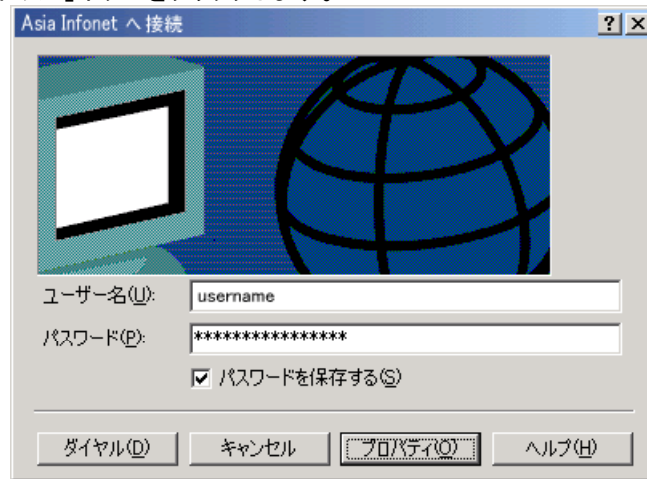 Asia Infonet へ接続
ユーザー名(U):
username
パスワード(P):
****************
パスワードを保存する(S)
ダイヤル(D) キャンセル プロパティ(O) ヘルプ(H)